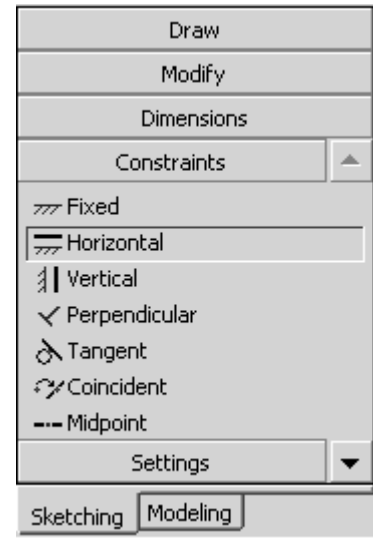 Draw
Modify
Dimensions
Constraints
Fixed
Horizontal
Vertical
Perpendicular
Tangent
Coincident
Midpoint
Settings
Sketching Modeling